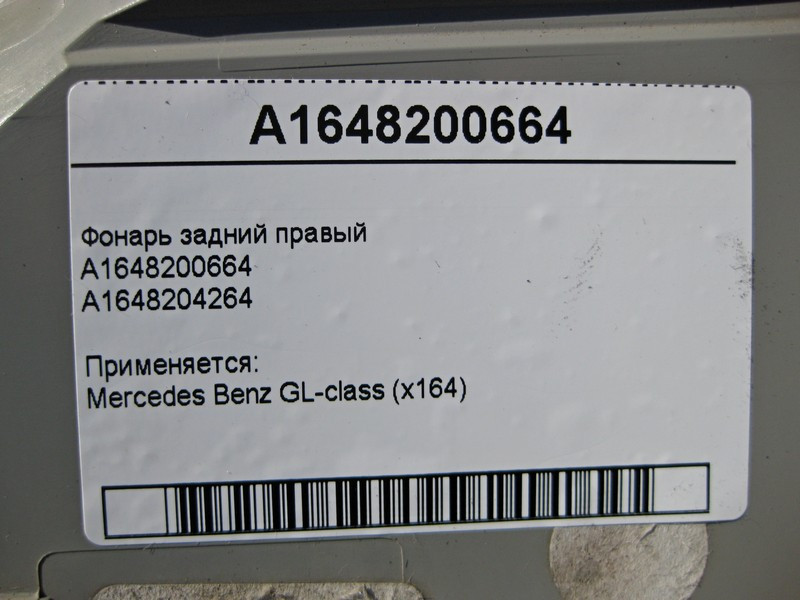 A1648200664
Фонарь задний правый
A1648200664
A1648204264
Применяется:
Mercedes Benz GL-class (x164)